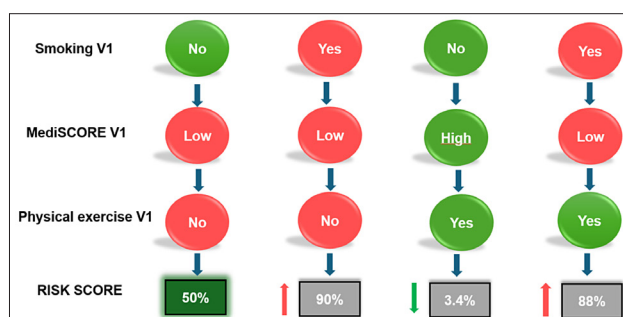 Smoking V1 No Yes No Yes
MediSCORE V1 Low Low High Low
Physical exercise V1 No No Yes Yes
RISK SCORE 50% 90% 3.4% 88%